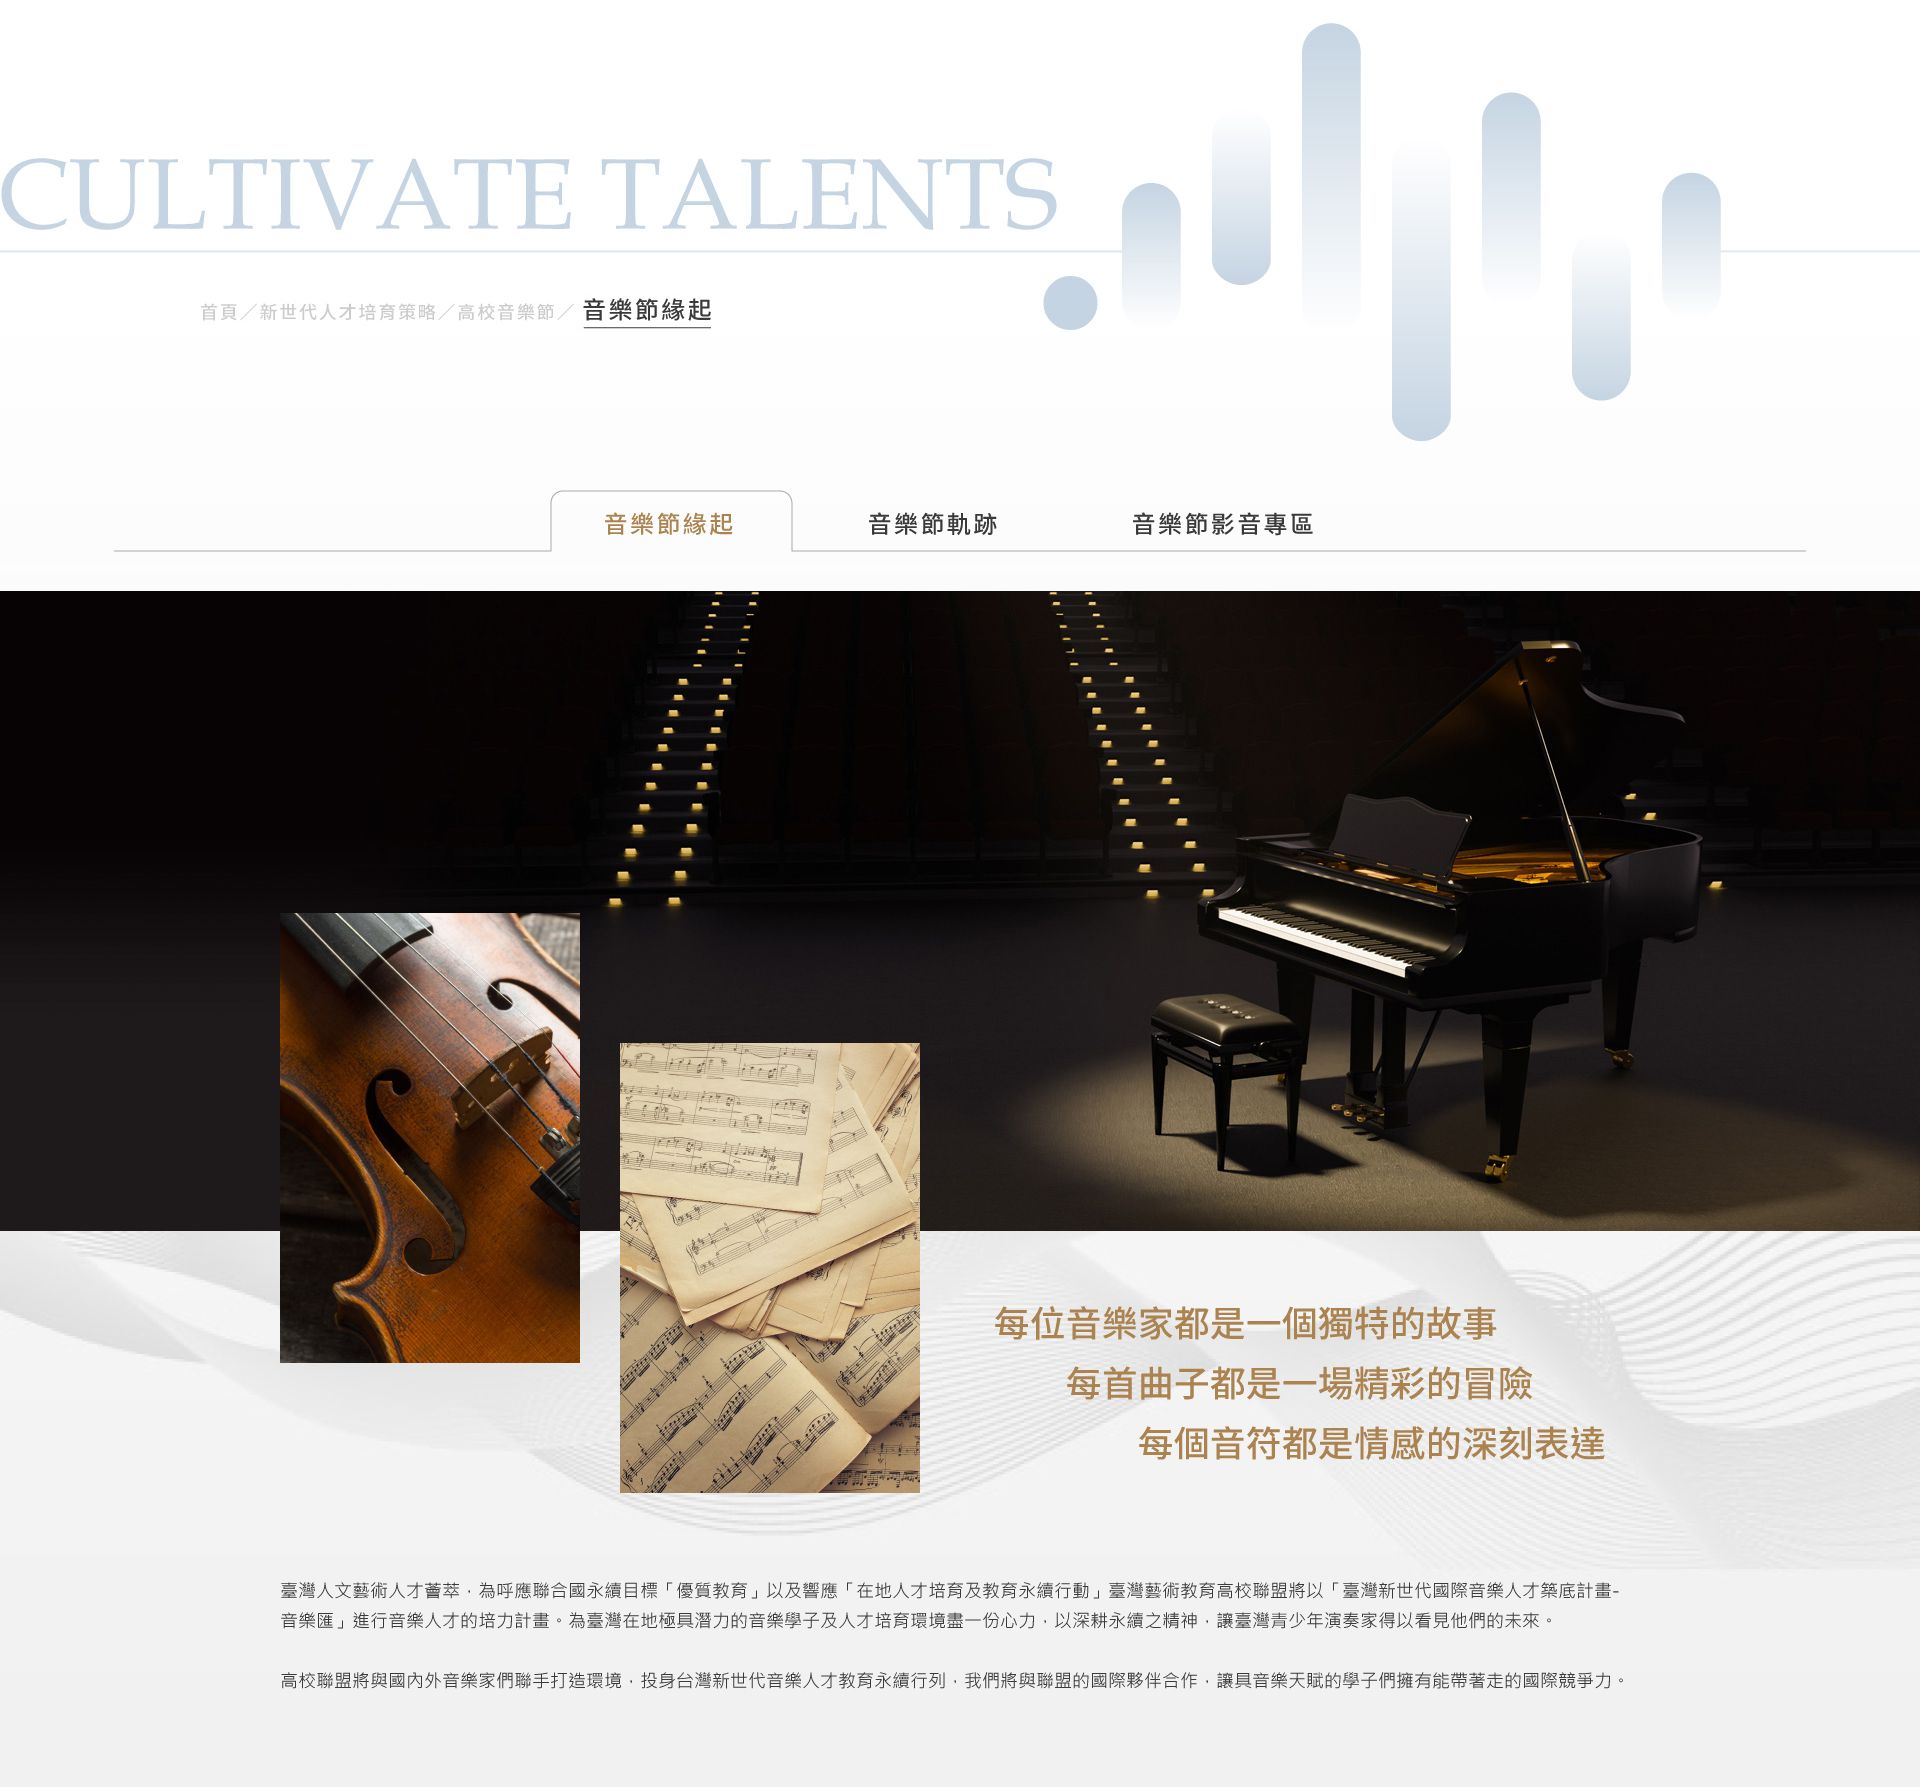 CULTIVATE TALENTS
首頁／新世代人才培育策略／高校音樂節／ 音樂節緣起
音樂節緣起 音樂節軌跡 音樂節影音專區
每位音樂家都是一個獨特的故事
每首曲子都是一場精彩的冒險
每個音符都是情感的深刻表達
臺灣人文藝術人才薈萃，為呼應聯合國永續目標「優質教育」以及響應「在地人才培育及教育永續行動」臺灣藝術教育高校聯盟將以「臺灣新世代國際音樂人才築底計畫-
音樂匯」進行音樂人才的培力計畫。為臺灣在地極具潛力的音樂學子及人才培育環境盡一份心力，以深耕永續之精神，讓臺灣青少年演奏家得以看見他們的未來。
高校聯盟將與國內外音樂家們聯手打造環境，投身台灣新世代音樂人才教育永續行列，我們將與聯盟的國際夥伴合作，讓具音樂天賦的學子們擁有能帶著走的國際競爭力。